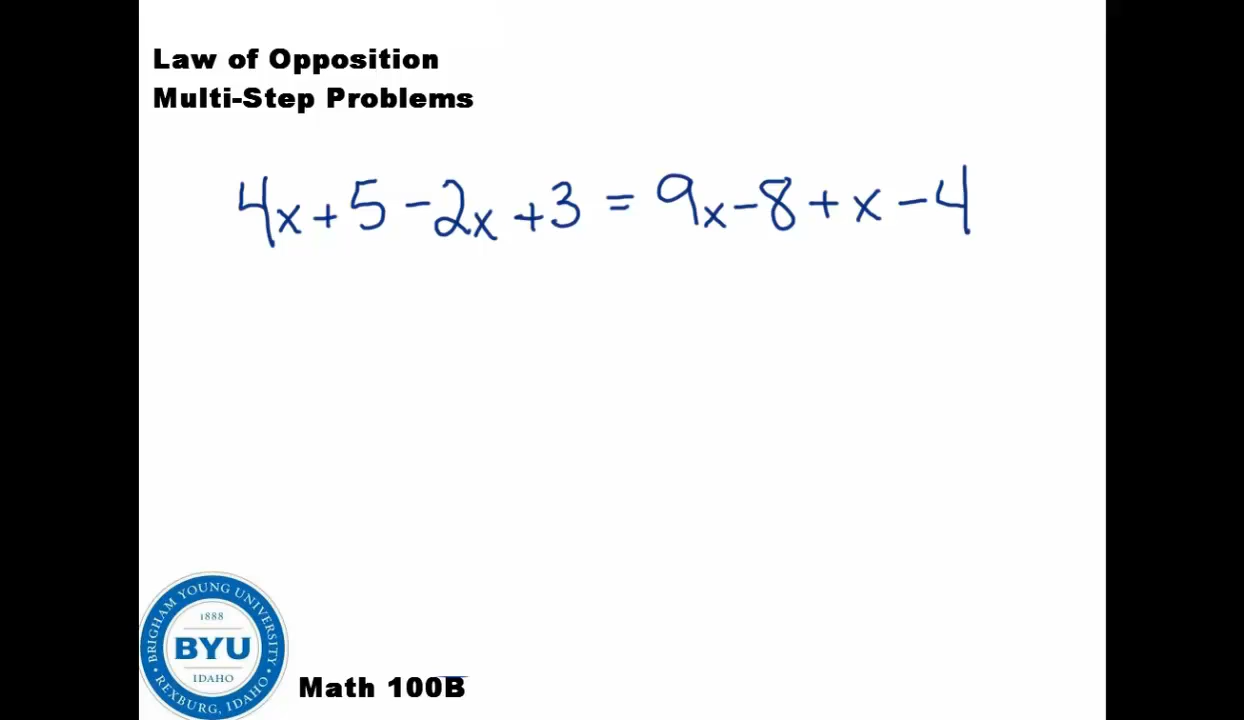 Law of Opposition
Multi-Step Problems
4x + 5 - 2x + 3 = 9x - 8 + x - 4
BRIGHAM YOUNG UNIVERSITY
1888
BYU
IDAHO
REXBURG, IDAHO
Math 100B